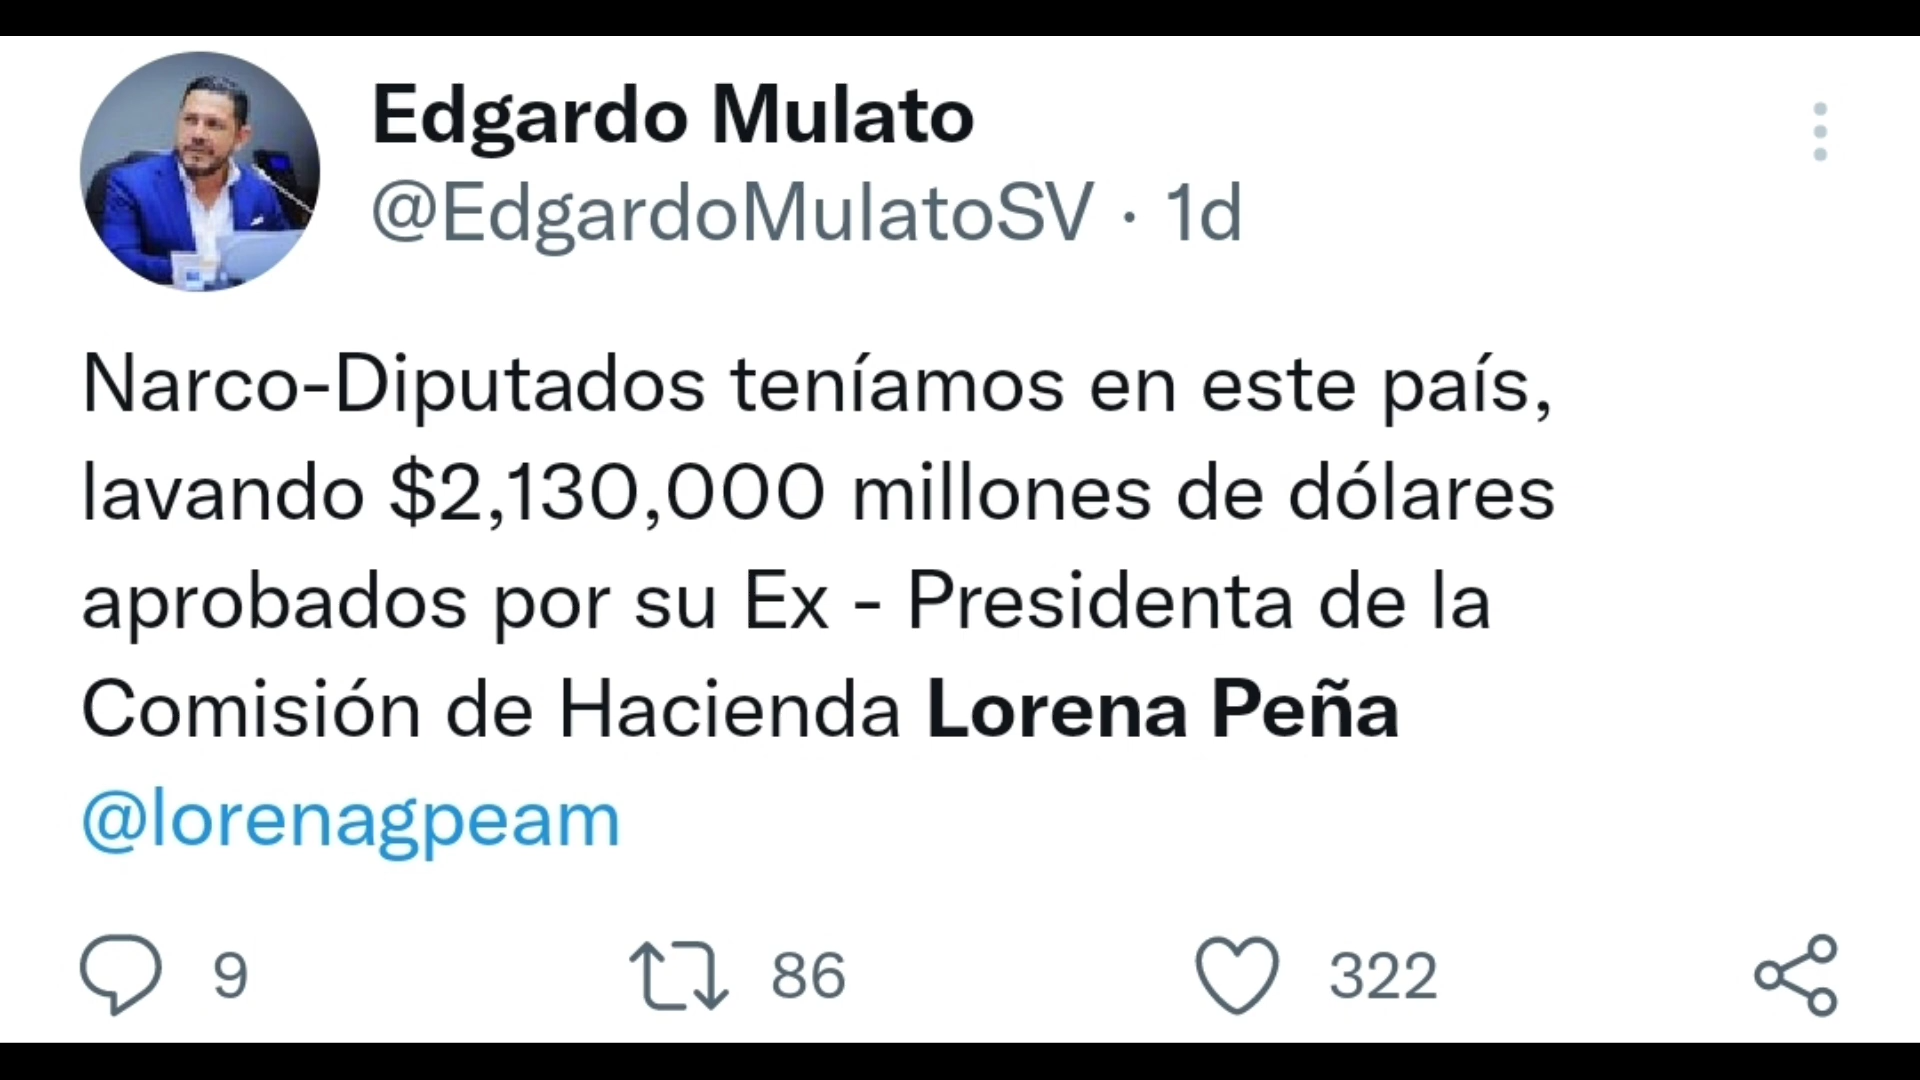 Edgardo Mulato
@EdgardoMulatoSV · 1d
Narco-Diputados teníamos en este país,
lavando $2,130,000 millones de dólares
aprobados por su Ex - Presidenta de la
Comisión de Hacienda Lorena Peña
@lorenagpeam
9 86 322